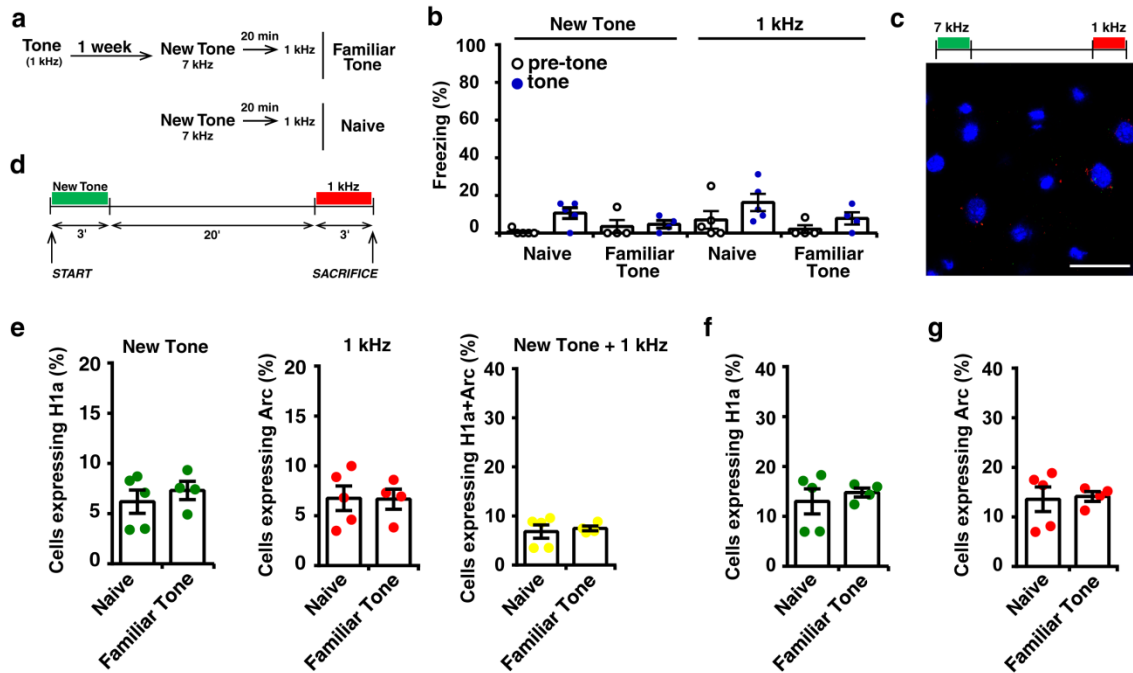 a
Tone
(1 kHz)
1 week
New Tone
7 kHz
20 min
1 kHz
Familiar
Tone
New Tone
7 kHz
20 min
1 kHz
Naive
b
New Tone
1 kHz
Freezing (%)
100
80
60
40
20
0
pre-tone
tone
Naive
Familiar
Tone
Naive
Familiar
Tone
c
7 kHz
1 kHz
d
New Tone
1 kHz
3'
20'
3'
START
SACRIFICE
e
New Tone
Cells expressing H1a (%)
20
15
10
5
0
Naive
Familiar Tone
1 kHz
Cells expressing Arc (%)
20
15
10
5
0
Naive
Familiar Tone
New Tone + 1 kHz
Cells expressing H1a+Arc (%)
40
30
20
10
0
Naive
Familiar Tone
f
Cells expressing H1a (%)
40
30
20
10
0
Naive
Familiar Tone
g
Cells expressing Arc (%)
40
30
20
10
0
Naive
Familiar Tone